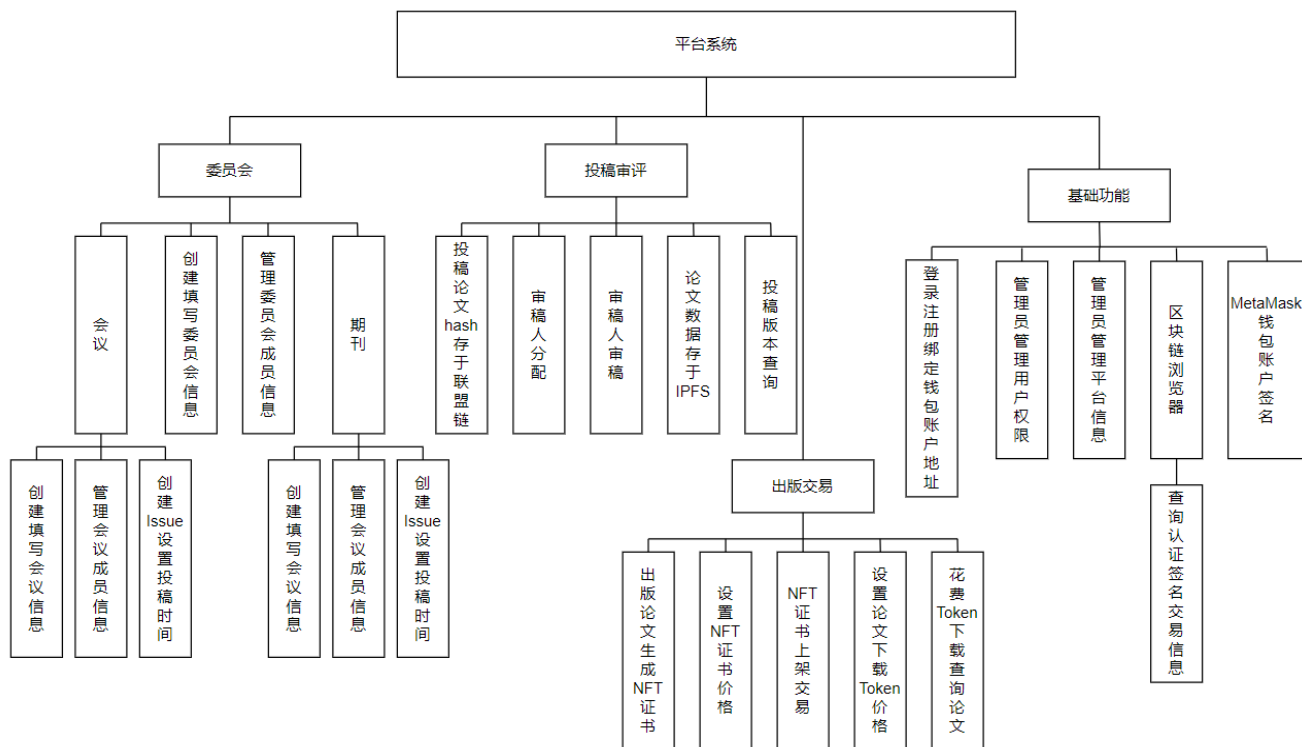 平台系统
委员会
投稿审评
基础功能
会议
创建填写委员会信息
管理委员会成员信息
期刊
投稿论文hash存于联盟链
审稿人分配
审稿人审稿
论文数据存于IPFS
投稿版本查询
登录注册绑定钱包账户地址
管理员管理用户权限
管理员管理平台信息
区块链浏览器
MetaMask钱包账户签名
创建填写会议信息
管理会议成员信息
创建Issue设置投稿时间
创建填写会议信息
管理会议成员信息
创建Issue设置投稿时间
出版交易
查询认证签名交易信息
出版论文生成NFT证书
设置NFT证书价格
NFT证书上架交易
设置论文下载Token价格
花费Token下载查询论文